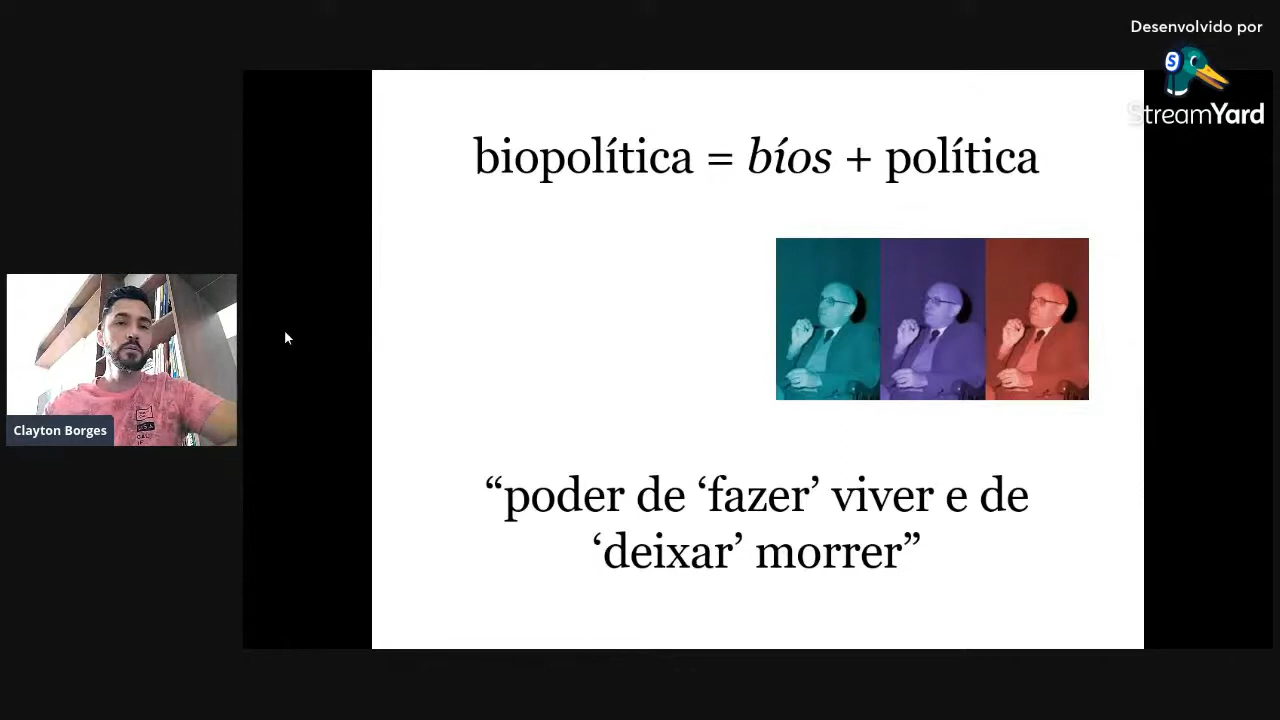 Desenvolvido por
StreamYard
biopolítica = bíos + política
Clayton Borges
“poder de ‘fazer’ viver e de
‘deixar’ morrer”